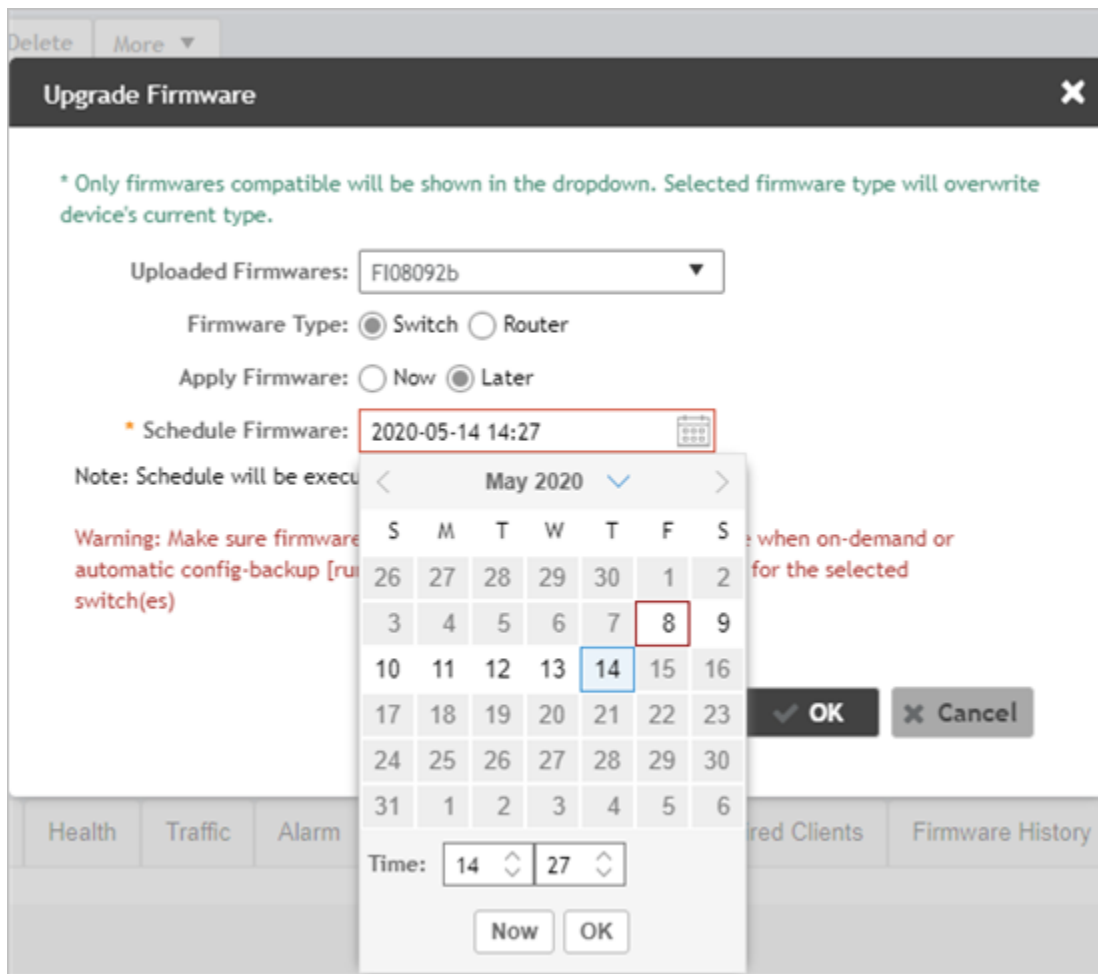 Delete More
Upgrade Firmware
* Only firmwares compatible will be shown in the dropdown. Selected firmware type will overwrite
device's current type.
Uploaded Firmwares: FI08092b
Firmware Type: Switch Router
Apply Firmware: Now Later
* Schedule Firmware: 2020-05-14 14:27
Note: Schedule will be
May 2020
Warning: Make sure firmware when on-demand or
automatic config-backup for the selected
switch(es)
S M T W T F S
26 27 28 29 30 1 2
3 4 5 6 7 8 9
10 11 12 13 14 15 16
17 18 19 20 21 22 23
24 25 26 27 28 29 30
31 1 2 3 4 5 6
OK Cancel
Health Traffic Alarm Clients Firmware History
Time: 14 27
Now OK